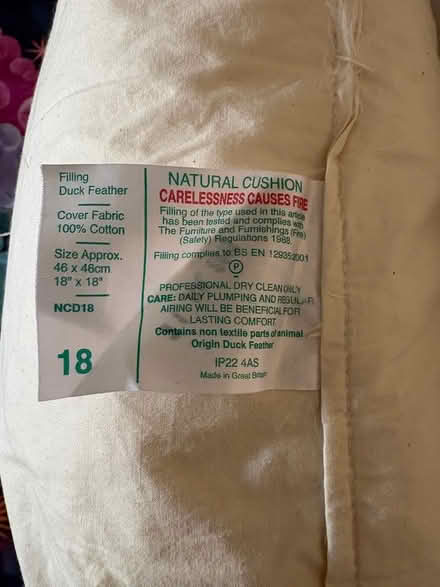 Filling
Duck Feather
Cover Fabric
100% Cotton
Size Approx.
46 x 46cm
18" x 18"
NCD18
18
NATURAL CUSHION
CARELESSNESS CAUSES FIRE
Filling of the type used in this article
has been tested and complies with
The Furniture and Furnishings (Fire)
(Safety) Regulations 1988
Filling complies to BS EN 12935:2001
P
PROFESSIONAL DRY CLEAN ONLY
CARE: DAILY PLUMPING AND REGULAR
AIRING WILL BE BENEFICIAL FOR
LASTING COMFORT
Contains non textile parts of animal
Origin Duck Feather
IP22 4AS
Made in Great Britain